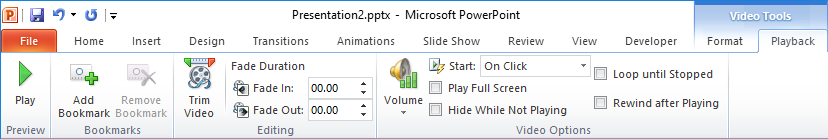 Presentation2.pptx - Microsoft PowerPoint
Video Tools
File Home Insert Design Transitions Animations Slide Show Review View Developer Format Playback
Play
Add Bookmark
Remove Bookmark
Trim Video
Fade Duration
Fade In: 00.00
Fade Out: 00.00
Volume
Start: On Click
Play Full Screen
Hide While Not Playing
Loop until Stopped
Rewind after Playing
Preview Bookmarks Editing Video Options